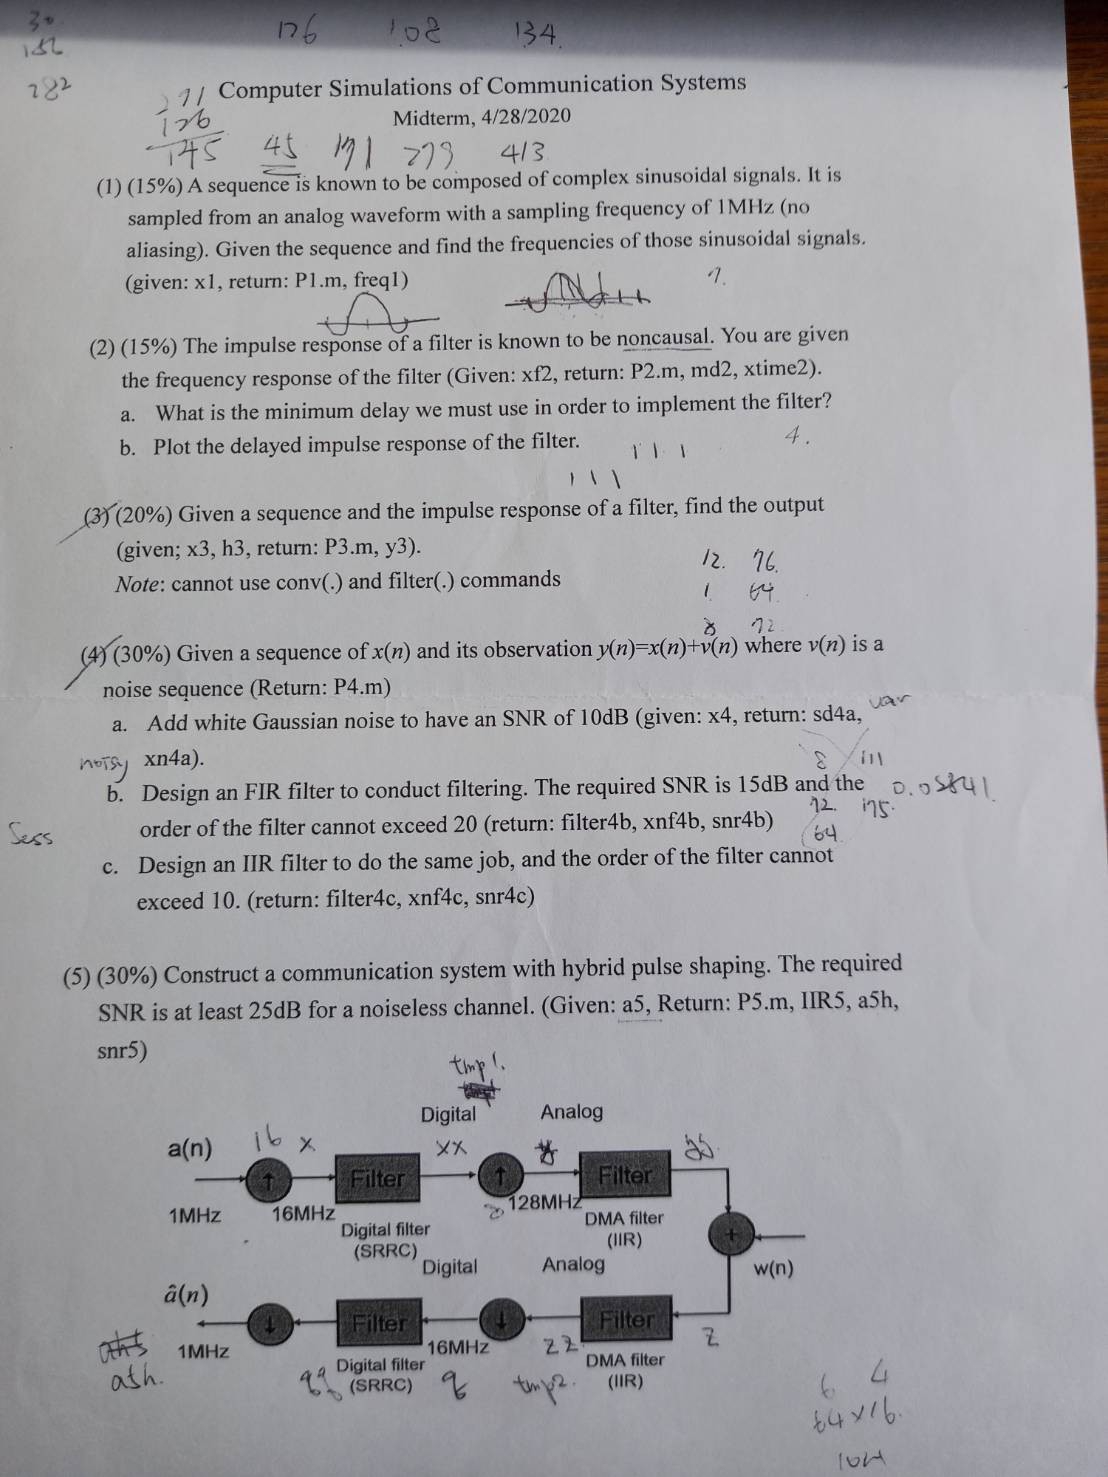 30
126 108 134.
152
282
Computer Simulations of Communication Systems
71
126
Midterm, 4/28/2020
145 45 171 279 413
(1) (15%) A sequence is known to be composed of complex sinusoidal signals. It is
sampled from an analog waveform with a sampling frequency of 1MHz (no
aliasing). Given the sequence and find the frequencies of those sinusoidal signals.
(given: x1, return: P1.m, freq1)
7.
(2) (15%) The impulse response of a filter is known to be noncausal. You are given
the frequency response of the filter (Given: xf2, return: P2.m, md2, xtime2).
a. What is the minimum delay we must use in order to implement the filter?
b. Plot the delayed impulse response of the filter.
4.
1 1 1
1 1 1
(3) (20%) Given a sequence and the impulse response of a filter, find the output
(given; x3, h3, return: P3.m, y3).
12. 76.
Note: cannot use conv(.) and filter(.) commands
1. 64.
8 72
(4) (30%) Given a sequence of x(n) and its observation y(n)=x(n)+v(n) where v(n) is a
noise sequence (Return: P4.m)
var
a. Add white Gaussian noise to have an SNR of 10dB (given: x4, return: sd4a,
noisy xn4a).
8 111
b. Design an FIR filter to conduct filtering. The required SNR is 15dB and the 0.05841.
72. 175.
order of the filter cannot exceed 20 (return: filter4b, xnf4b, snr4b)
64
c. Design an IIR filter to do the same job, and the order of the filter cannot
exceed 10. (return: filter4c, xnf4c, snr4c)
(5) (30%) Construct a communication system with hybrid pulse shaping. The required
SNR is at least 25dB for a noiseless channel. (Given: a5, Return: P5.m, IIR5, a5h,
snr5)
tmp1.
Digital Analog
a(n) 16 x xx
↑ Filter ↑ Filter
1MHz 16MHz 128MHz
Digital filter DMA filter
(SRRC) (IIR)
+
Digital Analog w(n)
â(n)
↓ Filter ↓ Filter
1MHz 16MHz zz z
Digital filter DMA filter
(SRRC) (IIR)
a5h. q tmp2.
6 4
64x16.